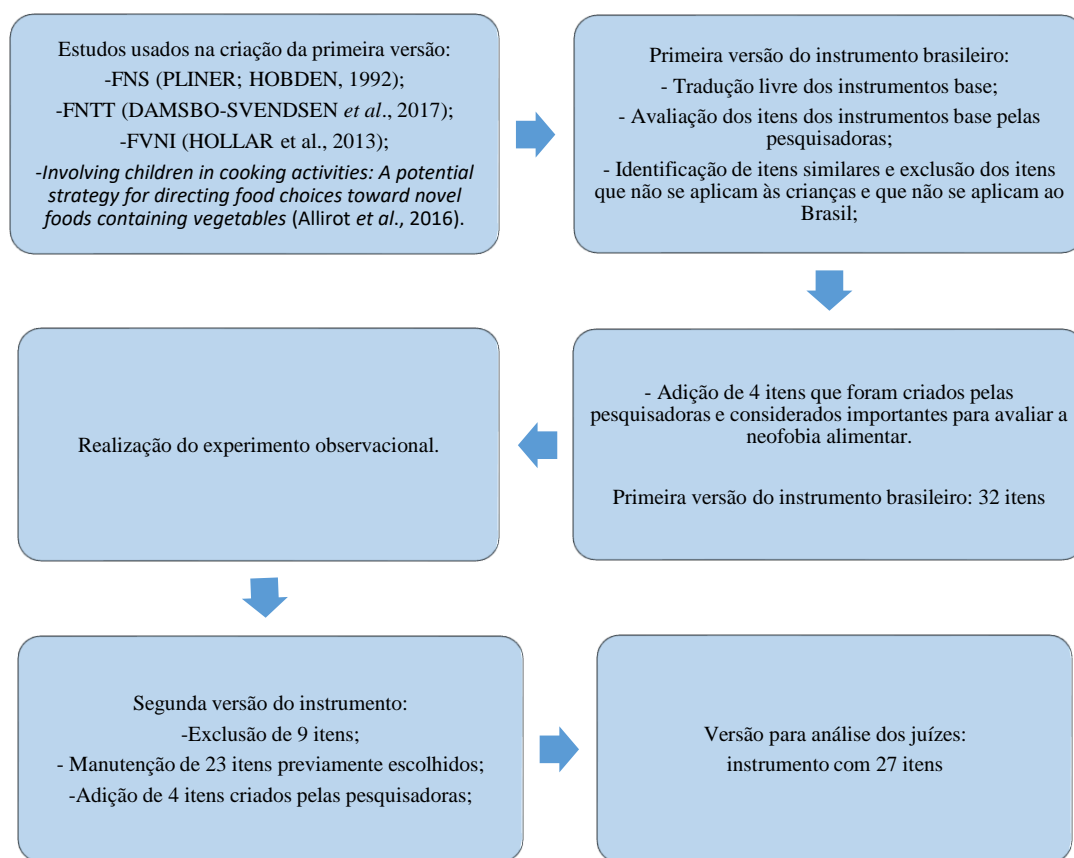 Estudos usados na criação da primeira versão:
-FNS (PLINER; HOBDEN, 1992);
-FNTT (DAMSBO-SVENDSEN et al., 2017);
-FVNI (HOLLAR et al., 2013);
-Involving children in cooking activities: A potential
strategy for directing food choices toward novel
foods containing vegetables (Allirot et al., 2016).
Primeira versão do instrumento brasileiro:
- Tradução livre dos instrumentos base;
- Avaliação dos itens dos instrumentos base pelas
pesquisadoras;
- Identificação de itens similares e exclusão dos itens
que não se aplicam às crianças e que não se aplicam ao
Brasil;
- Adição de 4 itens que foram criados pelas
pesquisadoras e considerados importantes para avaliar a
neofobia alimentar.
Primeira versão do instrumento brasileiro: 32 itens
Realização do experimento observacional.
Segunda versão do instrumento:
-Exclusão de 9 itens;
- Manutenção de 23 itens previamente escolhidos;
-Adição de 4 itens criados pelas pesquisadoras;
Versão para análise dos juízes:
instrumento com 27 itens